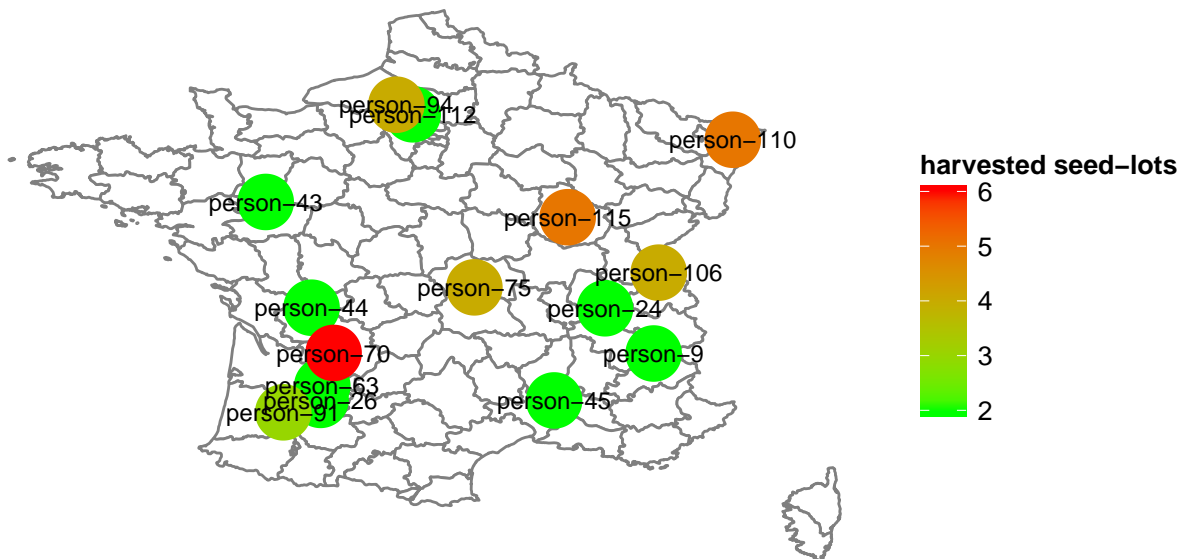 person−94
person−112
person−110
person−43
person−115
person−106
person−75
person−44
person−24
person−70
person−9
person−63
person−26
person−45
person−91
harvested seed−lots
6
5
4
3
2